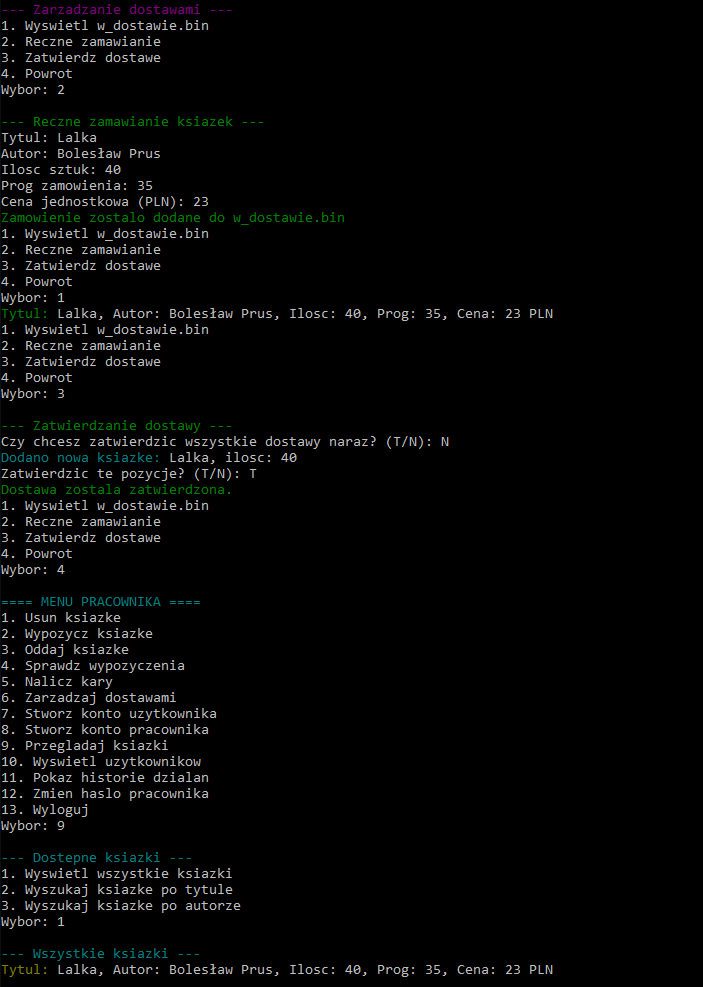 --- Zarzadzanie dostawami ---
1. Wyswietl w_dostawie.bin
2. Reczne zamawianie
3. Zatwierdz dostawe
4. Powrot
Wybor: 2
--- Reczne zamawianie ksiazek ---
Tytul: Lalka
Autor: Bolesław Prus
Ilosc sztuk: 40
Prog zamowienia: 35
Cena jednostkowa (PLN): 23
Zamowienie zostalo dodane do w_dostawie.bin
1. Wyswietl w_dostawie.bin
2. Reczne zamawianie
3. Zatwierdz dostawe
4. Powrot
Wybor: 1
Tytul: Lalka, Autor: Bolesław Prus, Ilosc: 40, Prog: 35, Cena: 23 PLN
1. Wyswietl w_dostawie.bin
2. Reczne zamawianie
3. Zatwierdz dostawe
4. Powrot
Wybor: 3
--- Zatwierdzanie dostawy ---
Czy chcesz zatwierdzic wszystkie dostawy naraz? (T/N): N
Dodano nowa ksiazke: Lalka, ilosc: 40
Zatwierdzic te pozycje? (T/N): T
Dostawa zostala zatwierdzona.
1. Wyswietl w_dostawie.bin
2. Reczne zamawianie
3. Zatwierdz dostawe
4. Powrot
Wybor: 4
==== MENU PRACOWNIKA ====
1. Usun ksiazke
2. Wypozycz ksiazke
3. Oddaj ksiazke
4. Sprawdz wypozyczenia
5. Nalicz kary
6. Zarzadzaj dostawami
7. Stworz konto uzytkownika
8. Stworz konto pracownika
9. Przegladaj ksiazki
10. Wyswietl uzytkownikow
11. Pokaz historie dzialan
12. Zmien haslo pracownika
13. Wyloguj
Wybor: 9
--- Dostepne ksiazki ---
1. Wyswietl wszystkie ksiazki
2. Wyszukaj ksiazke po tytule
3. Wyszukaj ksiazke po autorze
Wybor: 1
--- Wszystkie ksiazki ---
Tytul: Lalka, Autor: Bolesław Prus, Ilosc: 40, Prog: 35, Cena: 23 PLN